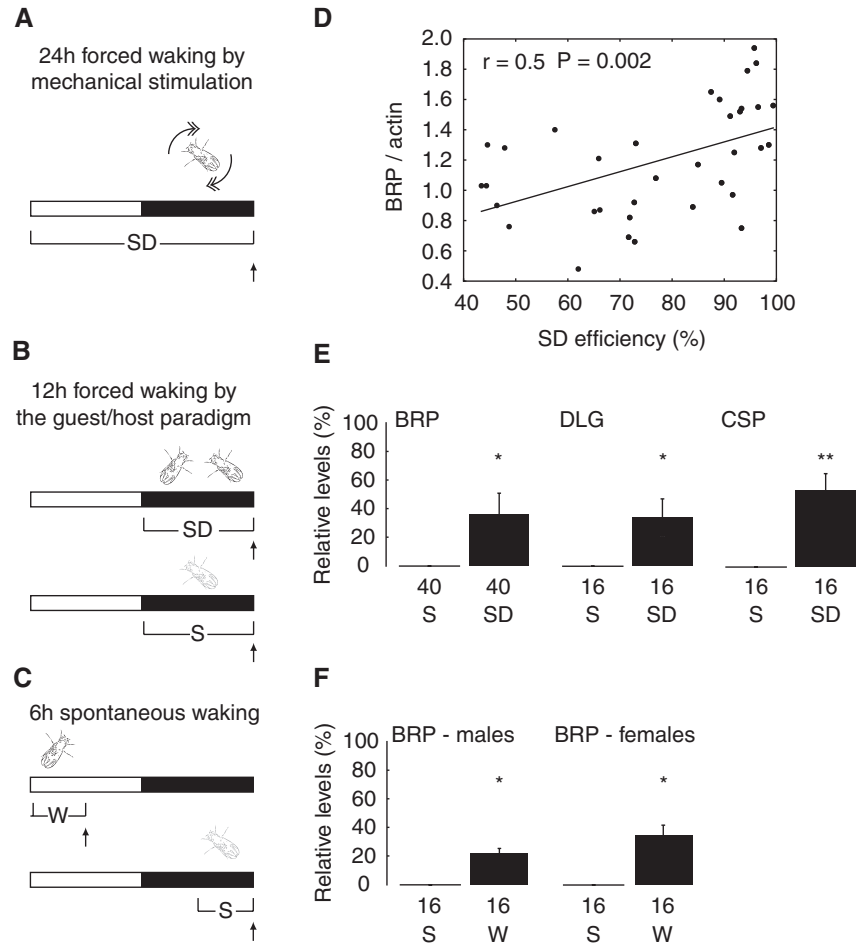 A
24h forced waking by
mechanical stimulation
SD
B
12h forced waking by
the guest/host paradigm
SD
S
C
6h spontaneous waking
W
S
D
r = 0.5 P = 0.002
BRP / actin
2.0
1.8
1.6
1.4
1.2
1.0
0.8
0.6
0.4
40 50 60 70 80 90 100
SD efficiency (%)
E
Relative levels (%)
100
80
60
40
20
0
BRP DLG CSP
* * **
40 40 16 16 16 16
S SD S SD S SD
F
Relative levels (%)
100
80
60
40
20
0
BRP - males BRP - females
* *
16 16 16 16
S W S W